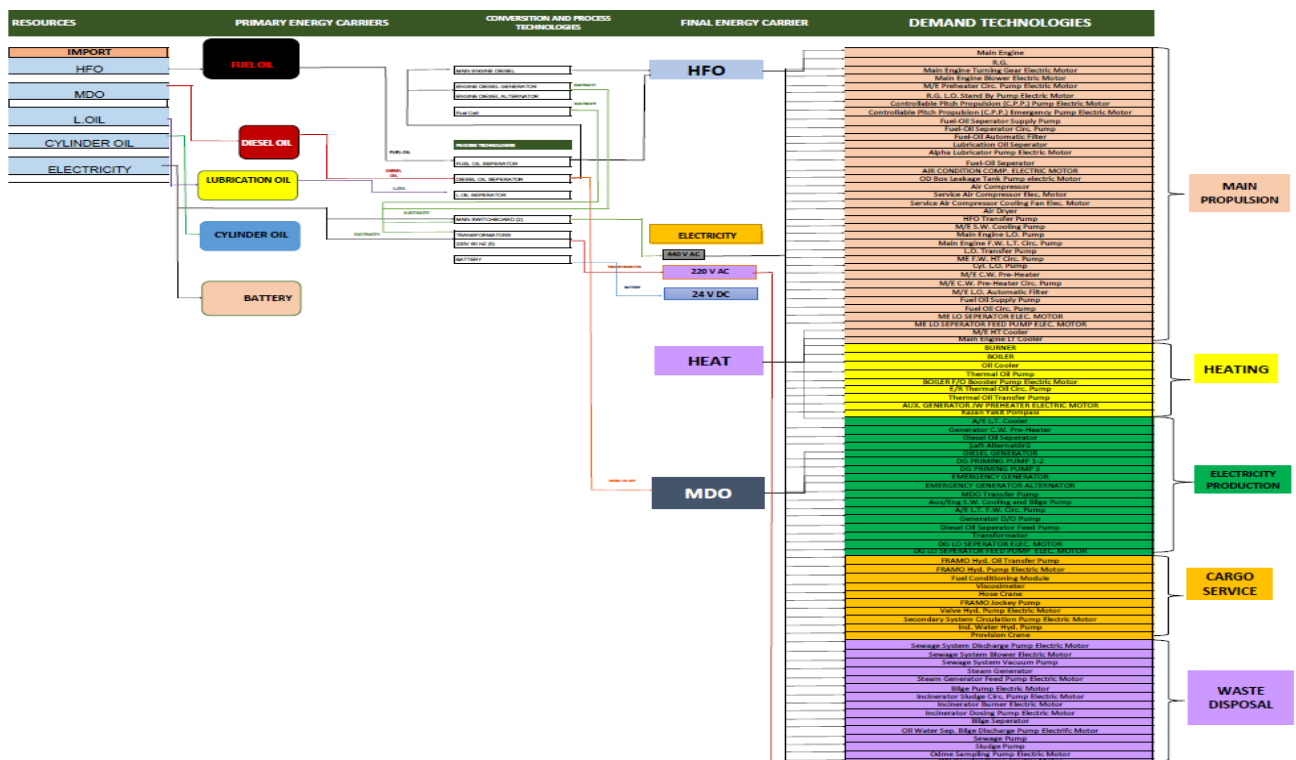 RESOURCES
PRIMARY ENERGY CARRIERS
CONVERSITION AND PROCESS
TECHNOLOGIES
FINAL ENERGY CARRIER
DEMAND TECHNOLOGIES
IMPORT
HFO
MDO
L.OIL
CYLINDER OIL
ELECTRICITY
FUEL OIL
DIESEL OIL
LUBRICATION OIL
CYLINDER OIL
BATTERY
MAIN ENGINE DIESEL
ENGINE DIESEL GENERATOR
ENGINE DIESEL ALTERNATOR
Fuel Cell
ELECTRICITY
ELECTRICITY
PROCESS TECHNOLOGIES
FUEL OIL
FUEL OIL SEPERATOR
DIESEL
OIL
DIESEL OIL SEPERATOR
L.OIL
L.OIL SEPERATOR
ELECTRICITY
MAIN SWITCHBOARD (2)
ELECTRICITY
TRANSFORMATORS
220V 60 HZ (6)
BATTERY
HFO
ELECTRICITY
440 V AC
TRANSFORMATOR
220 V AC
BATTERY
24 V DC
HEAT
MDO
Main Engine
R.G.
Main Engine Turning Gear Electric Motor
Main Engine Blower Electric Motor
M/E Preheater Circ. Pump Electric Motor
R.G. L.O. Stand By Pump Electric Motor
Controllable Pitch Propulsion (C.P.P.) Pump Electric Motor
Controllable Pitch Propulsion (C.P.P.) Emergency Pump Electric Motor
Fuel-Oil Seperator Supply Pump
Fuel-Oil Seperator Circ. Pump
Fuel-Oil Automatic Filter
Lubrication Oil Seperator
Alpha Lubricator Pump Electric Motor
Fuel-Oil Seperator
AIR CONDITION COMP. ELECTRIC MOTOR
OD Box Leakage Tank Pump electric Motor
Air Compressor
Service Air Compressor Elec. Motor
Service Air Compressor Cooling Fan Elec. Motor
Air Dryer
HFO Transfer Pump
M/E S.W. Cooling Pump
Main Engine L.O. Pump
Main Engine F.W. L.T. Circ. Pump
L.O. Transfer Pump
ME F.W. HT Circ. Pump
Cyl. L.O. Pump
M/E C.W. Pre-Heater
M/E C.W. Pre-Heater Circ. Pump
M/E L.O. Automatic Filter
Fuel Oil Supply Pump
Fuel Oil Circ. Pump
ME LO SEPERATOR ELEC. MOTOR
ME LO SEPERATOR FEED PUMP ELEC. MOTOR
M/E HT Cooler
Main Engine LT Cooler
BURNER
BOILER
Oil Cooler
Thermal Oil Pump
BOILER F/O Booster Pump Electric Motor
E/R Thermal Oil Circ. Pump
Thermal Oil Transfer Pump
AUX. GENERATOR JW PREHEATER ELECTRIC MOTOR
Kazan Yakıt Pompası
A/E L.T. Cooler
Generator C.W. Pre-Heater
Diesel Oil Seperator
Şaft Alternatörü
DIESEL GENERATOR
DG PRIMING PUMP 1-2
DG PRIMING PUMP 3
EMERGENCY GENERATOR
EMERGENCY GENERATOR ALTERNATOR
MDO Transfer Pump
Aux/Eng S.W. Cooling and Bilge Pump
A/E L.T. F.W. Circ. Pump
Generator D/O Pump
Diesel Oil Seperator Feed Pump
Transformator
DG LO SEPERATOR ELEC. MOTOR
DG LO SEPERATOR FEED PUMP ELEC. MOTOR
FRAMO Hyd. Oil Transfer Pump
FRAMO Hyd. Pump Electric Motor
Fuel Conditioning Module
Viscosimeter
Hose Crane
FRAMO Jockey Pump
Valve Hyd. Pump Electric Motor
Secondary System Circulation Pump Electric Motor
Ind. Water Hyd. Pump
Provision Crane
Sewage System Discharge Pump Electric Motor
Sewage System Blower Electric Motor
Sewage System Vacuum Pump
Steam Generator
Steam Generator Feed Pump Electric Motor
Bilge Pump Electric Motor
Incinerator Sludge Circ. Pump Electric Motor
Incinerator Burner Electric Motor
Incinerator Dosing Pump Electric Motor
Bilge Seperator
Oil Water Sep. Bilge Discharge Pump Electrifc Motor
Sewage Pump
Sludge Pump
Odme Sampling Pump Electric Motor
MAIN
PROPULSION
HEATING
ELECTRICITY
PRODUCTION
CARGO
SERVICE
WASTE
DISPOSAL